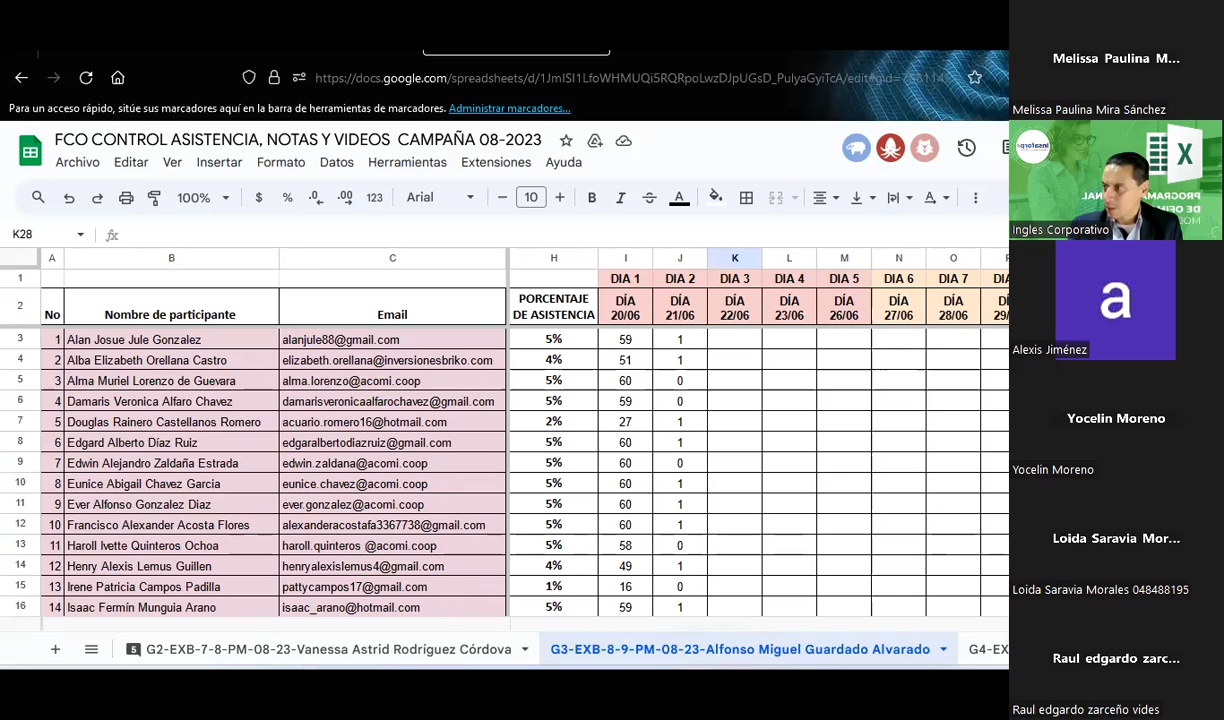 https://docs.google.com/spreadsheets/d/1JmISI1LfoWHMUQi5RQRpoLwzDJpUGsD_PulyaGyiTcA/edit#gid=
Para un acceso rápido, sitúe sus marcadores aquí en la barra de herramientas de marcadores. Administrar marcadores...
FCO CONTROL ASISTENCIA, NOTAS Y VIDEOS CAMPAÑA 08-2023
Archivo Editar Ver Insertar Formato Datos Herramientas Extensiones Ayuda
100% $ % .0 .00 123 Arial 10 B I S A A
K28 fx
A B C H I J K L M N O
1 DIA 1 DIA 2 DIA 3 DIA 4 DIA 5 DIA 6 DIA 7 DIA
2 No Nombre de participante Email PORCENTAJE DE ASISTENCIA DÍA 20/06 DÍA 21/06 DÍA 22/06 DÍA 23/06 DÍA 26/06 DÍA 27/06 DÍA 28/06 29/
3 1 Alan Josue Jule Gonzalez alanjule88@gmail.com 5% 59 1
4 2 Alba Elizabeth Orellana Castro elizabeth.orellana@inversionesbriko.com 4% 51 1
5 3 Alma Muriel Lorenzo de Guevara alma.lorenzo@acomi.coop 5% 60 0
6 4 Damaris Veronica Alfaro Chavez damarisveronicaalfarochavez@gmail.com 5% 59 0
7 5 Douglas Rainero Castellanos Romero acuario.romero16@hotmail.com 2% 27 1
8 6 Edgard Alberto Díaz Ruiz edgaralbertodiazruiz@gmail.com 5% 60 1
9 7 Edwin Alejandro Zaldaña Estrada edwin.zaldana@acomi.coop 5% 60 0
10 8 Eunice Abigail Chavez Garcia eunice.chavez@acomi.coop 5% 60 1
11 9 Ever Alfonso Gonzalez Diaz ever.gonzalez@acomi.coop 5% 60 1
12 10 Francisco Alexander Acosta Flores alexanderacostafa3367738@gmail.com 5% 60 1
13 11 Haroll Ivette Quinteros Ochoa haroll.quinteros @acomi.coop 5% 58 0
14 12 Henry Alexis Lemus Guillen henryalexislemus4@gmail.com 4% 49 1
15 13 Irene Patricia Campos Padilla pattycampos17@gmail.com 1% 16 0
16 14 Isaac Fermín Munguia Arano isaac_arano@hotmail.com 5% 59 1
5 G2-EXB-7-8-PM-08-23-Vanessa Astrid Rodríguez Córdova G3-EXB-8-9-PM-08-23-Alfonso Miguel Guardado Alvarado G4-EX
Melissa Paulina M...
Melissa Paulina Mira Sánchez
Insaforp
X
Ingles Corporativo
a
Alexis Jiménez
Yocelin Moreno
Yocelin Moreno
Loida Saravia Mor...
Loida Saravia Morales 048488195
Raul edgardo zarc...
Raul edgardo zarceño vides